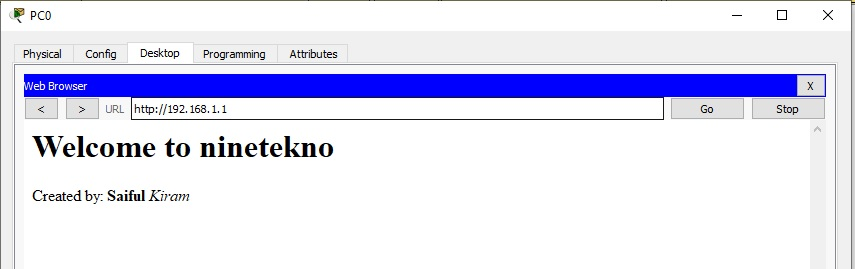 PC0
Physical Config Desktop Programming Attributes
Web Browser X
< > URL http://192.168.1.1 Go Stop
Welcome to ninetekno
Created by: Saiful Kiram